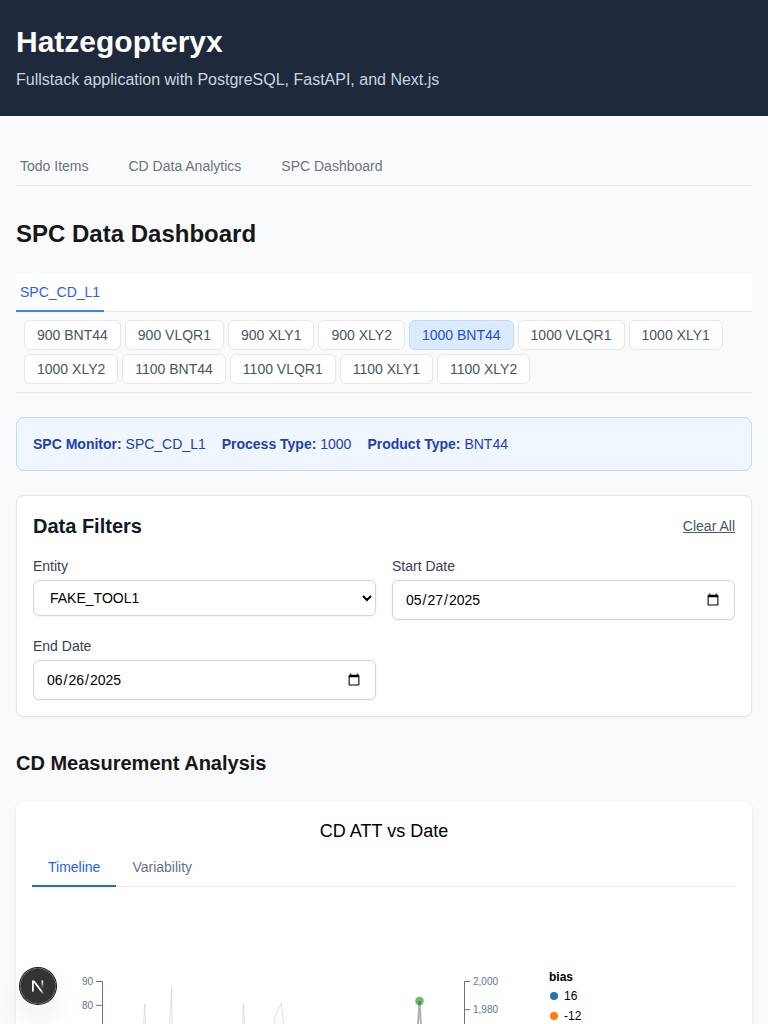 Hatzegopteryx
Fullstack application with PostgreSQL, FastAPI, and Next.js
Todo Items CD Data Analytics SPC Dashboard
SPC Data Dashboard
SPC_CD_L1
900 BNT44 900 VLQR1 900 XLY1 900 XLY2 1000 BNT44 1000 VLQR1 1000 XLY1
1000 XLY2 1100 BNT44 1100 VLQR1 1100 XLY1 1100 XLY2
SPC Monitor: SPC_CD_L1 Process Type: 1000 Product Type: BNT44
Data Filters Clear All
Entity Start Date
FAKE_TOOL1 05/27/2025
End Date
06/26/2025
CD Measurement Analysis
CD ATT vs Date
Timeline Variability
90 2,000 bias
N 16
80 1,980 -12